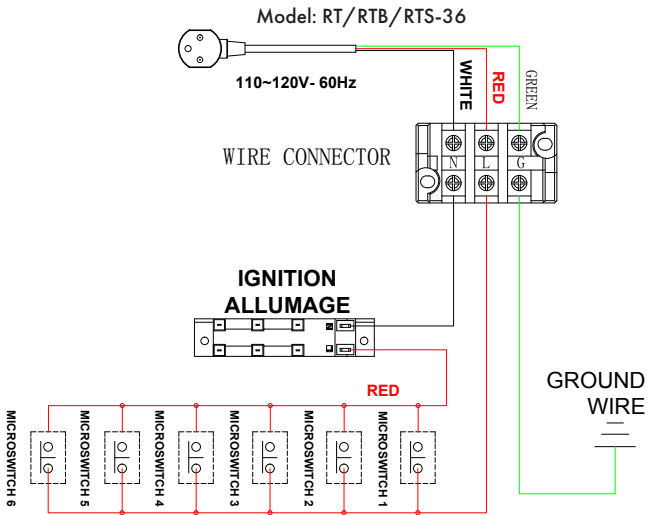 Model: RT/RTB/RTS-36
110~120V- 60Hz
WHITE
RED
GREEN
WIRE CONNECTOR
N L G
IGNITION
ALLUMAGE
N
L
RED
GROUND
WIRE
MICROSWITCH 6
MICROSWITCH 5
MICROSWITCH 4
MICROSWITCH 3
MICROSWITCH 2
MICROSWITCH 1